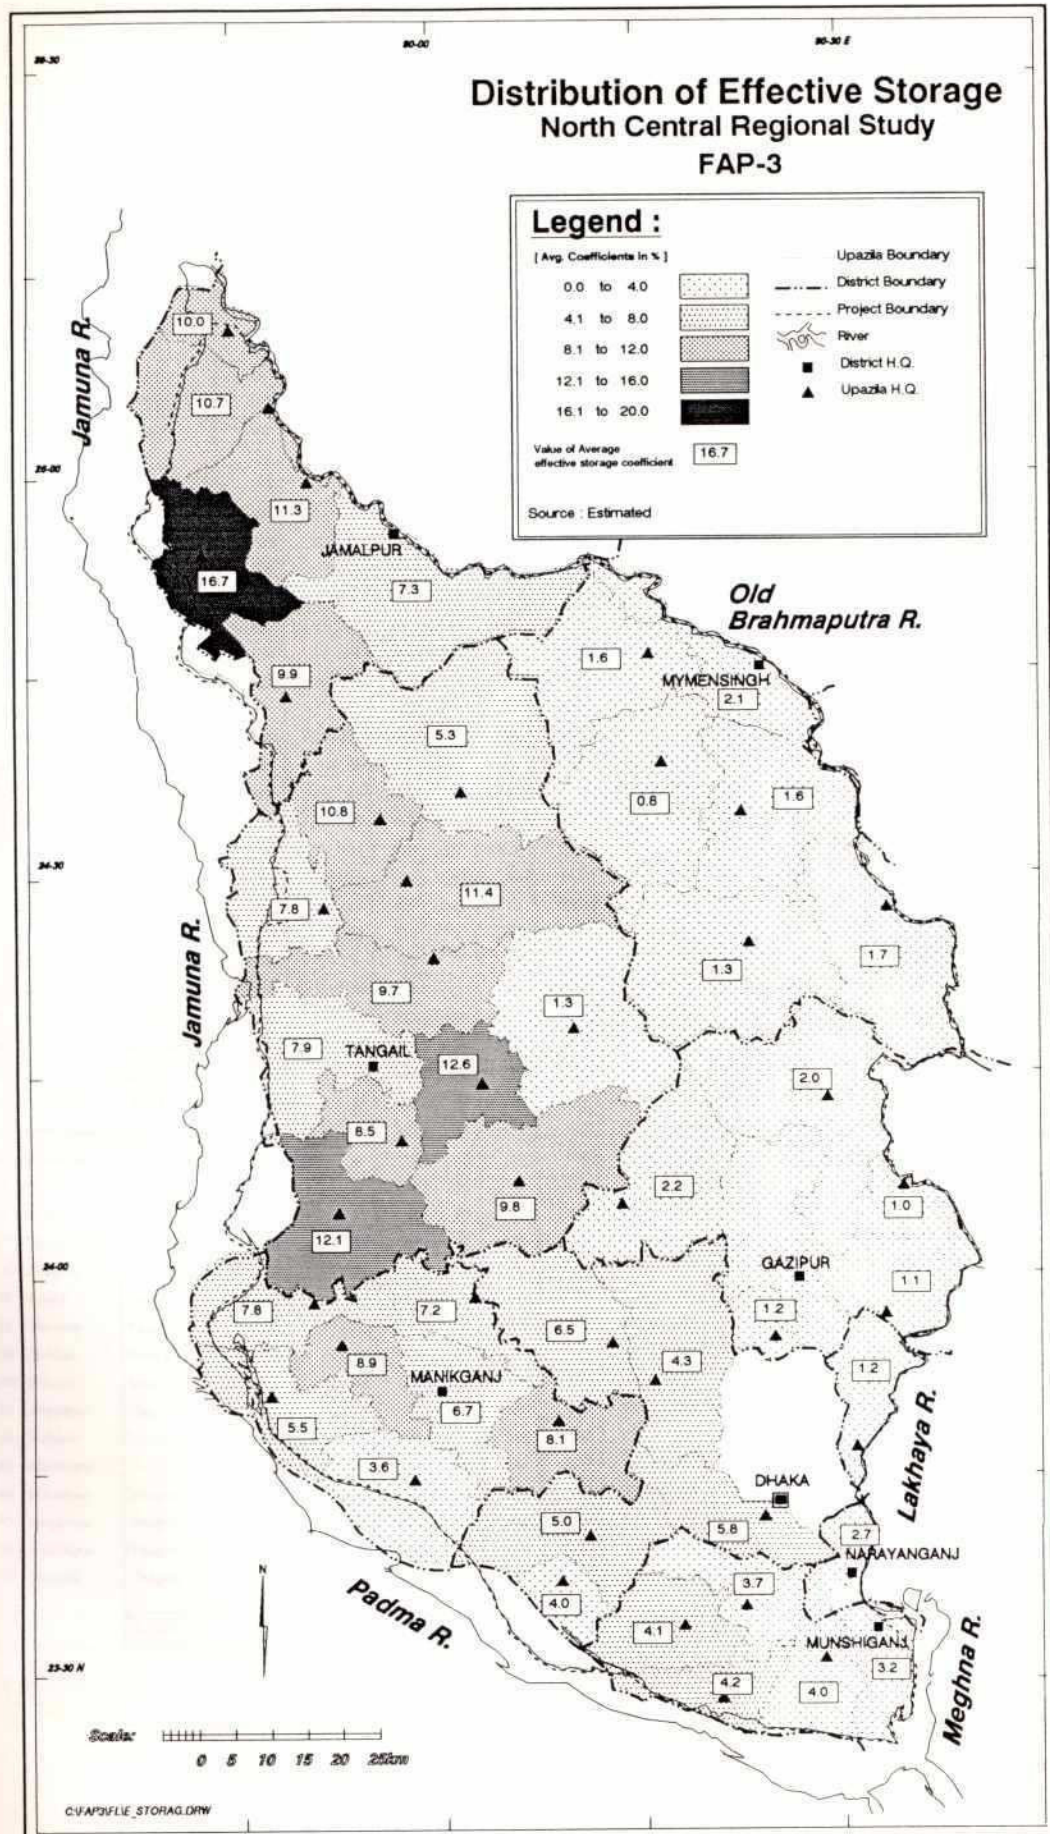 90-00
90-30 E
Distribution of Effective Storage
North Central Regional Study
FAP-3
Legend :
[ Avg. Coefficients in % ]
0.0 to 4.0
4.1 to 8.0
8.1 to 12.0
12.1 to 16.0
16.1 to 20.0
Value of Average
effective storage coefficient
16.7
Source : Estimated
Upazila Boundary
District Boundary
Project Boundary
River
District H.Q.
Upazila H.Q.
Jamuna R.
10.0
10.7
25-00
11.3
JAMALPUR
16.7
7.3
Old
Brahmaputra R.
1.6
MYMENSINGH
9.9
2.1
5.3
10.8
0.8
1.6
24-30
11.4
7.8
1.7
Jamuna R.
9.7
1.3
1.3
7.9
TANGAIL
12.6
2.0
8.5
2.2
9.8
1.0
12.1
GAZIPUR
24-00
1.1
7.8
7.2
1.2
6.5
8.9
4.3
1.2
MANIKGANJ
6.7
5.5
8.1
3.6
Lakhaya R.
DHAKA
5.0
5.8
2.7
NARAYANGANJ
Padma R.
N
4.0
3.7
4.1
MUNSHIGANJ
3.2
Meghna R.
23-30 N
4.2
4.0
Scale:
0 5 10 15 20 25km
C:\FAP3\FL\E_STORAG.DRW